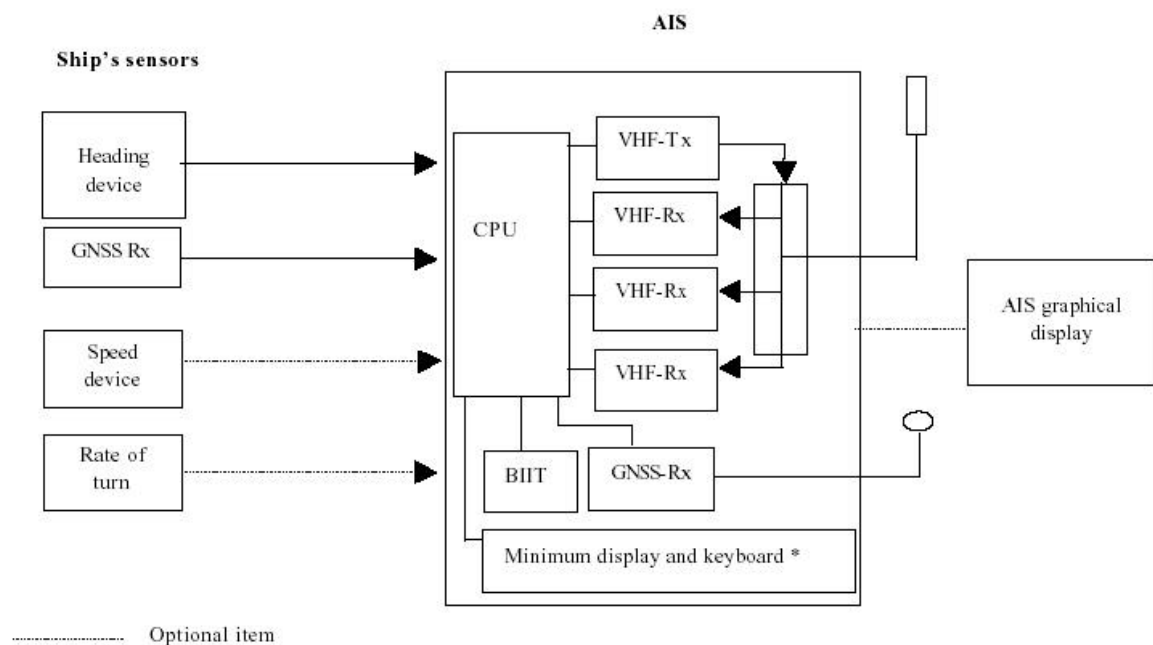 AIS
Ship's sensors
Heading
device
GNSS Rx
Speed
device
Rate of
turn
CPU
VHF-Tx
VHF-Rx
VHF-Rx
VHF-Rx
BIIT
GNSS-Rx
Minimum display and keyboard *
AIS graphical
display
Optional item